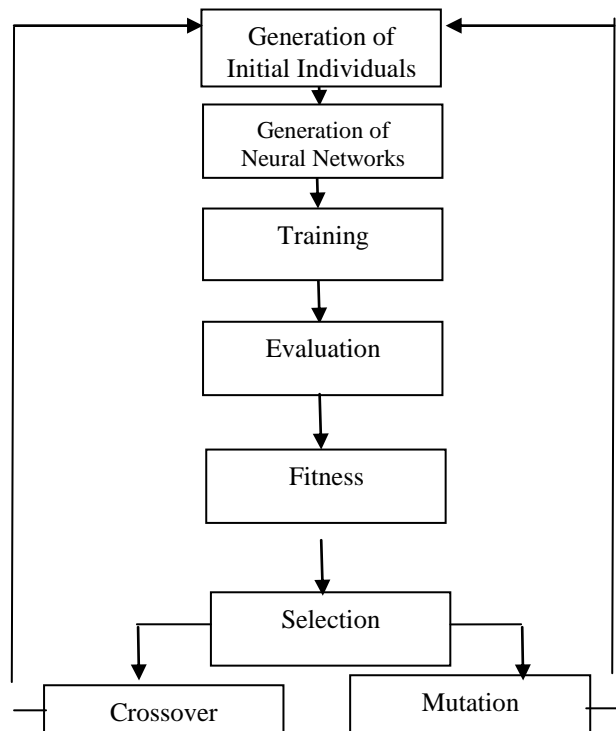 Generation of
Initial Individuals
Generation of
Neural Networks
Training
Evaluation
Fitness
Selection
Crossover
Mutation